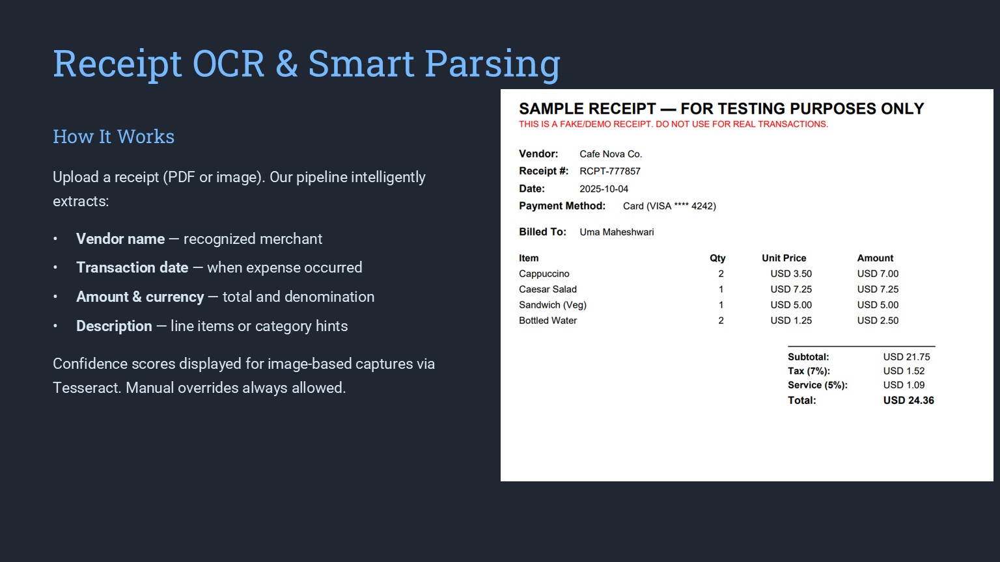 Receipt OCR & Smart Parsing
How It Works
Upload a receipt (PDF or image). Our pipeline intelligently
extracts:
• Vendor name — recognized merchant
• Transaction date — when expense occurred
• Amount & currency — total and denomination
• Description — line items or category hints
Confidence scores displayed for image-based captures via
Tesseract. Manual overrides always allowed.
SAMPLE RECEIPT — FOR TESTING PURPOSES ONLY
THIS IS A FAKE/DEMO RECEIPT. DO NOT USE FOR REAL TRANSACTIONS.
Vendor: Cafe Nova Co.
Receipt #: RCPT-777857
Date: 2025-10-04
Payment Method: Card (VISA **** 4242)
Billed To: Uma Maheshwari
Item Qty Unit Price Amount
Cappuccino 2 USD 3.50 USD 7.00
Caesar Salad 1 USD 7.25 USD 7.25
Sandwich (Veg) 1 USD 5.00 USD 5.00
Bottled Water 2 USD 1.25 USD 2.50
Subtotal: USD 21.75
Tax (7%): USD 1.52
Service (5%): USD 1.09
Total: USD 24.36